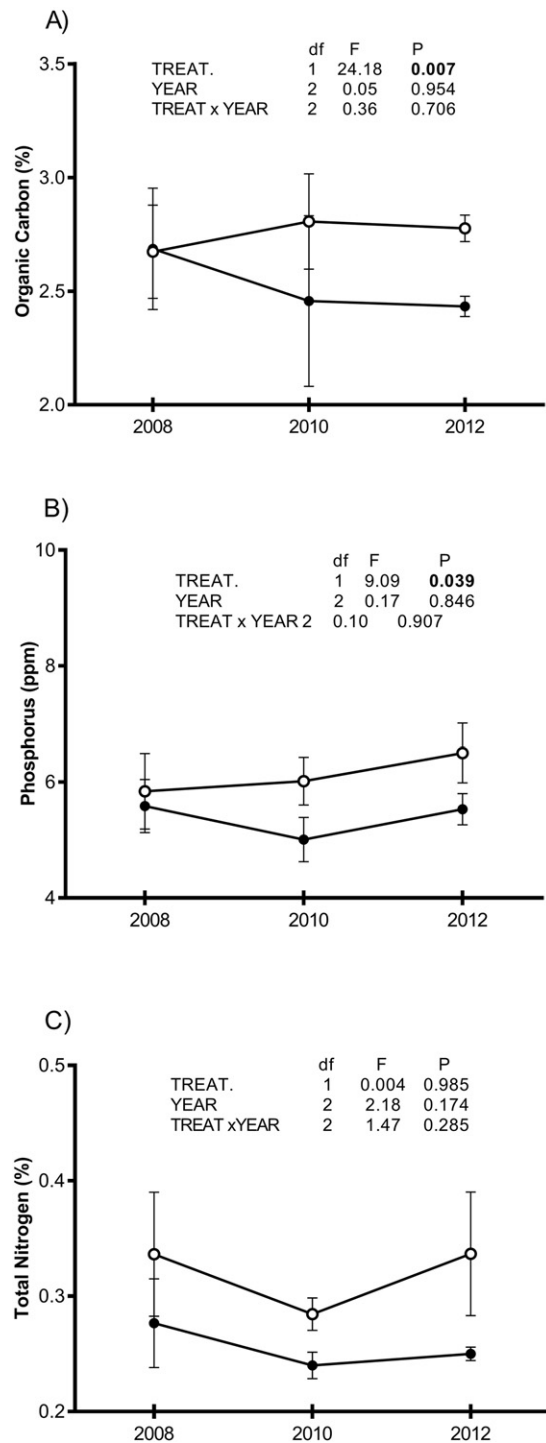 A)
df F P
TREAT. 1 24.18 0.007
YEAR 2 0.05 0.954
TREAT x YEAR 2 0.36 0.706
3.5
3.0
2.5
2.0
Organic Carbon (%)
2008 2010 2012
B)
df F P
TREAT. 1 9.09 0.039
YEAR 2 0.17 0.846
TREAT x YEAR 2 0.10 0.907
10
8
6
4
Phosphorus (ppm)
2008 2010 2012
C)
df F P
TREAT. 1 0.004 0.985
YEAR 2 2.18 0.174
TREAT xYEAR 2 1.47 0.285
0.5
0.4
0.3
0.2
Total Nitrogen (%)
2008 2010 2012